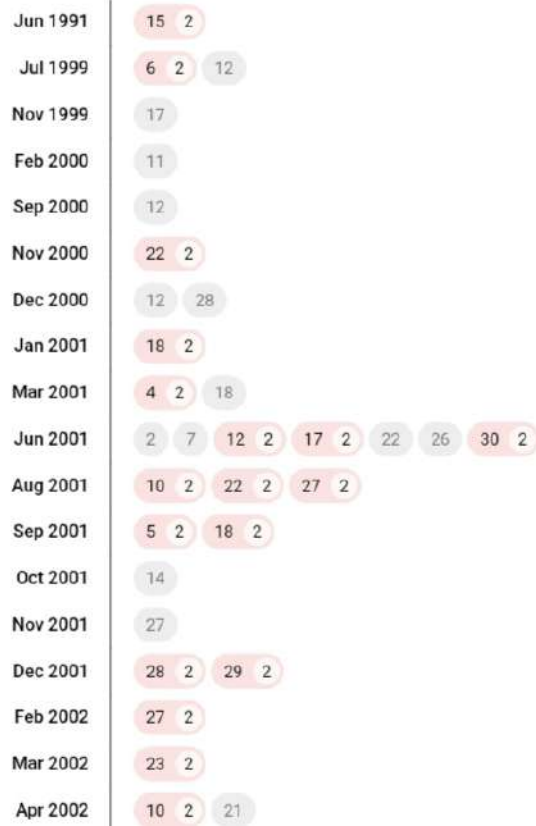 Jun 1991 15 2
Jul 1999 6 2 12
Nov 1999 17
Feb 2000 11
Sep 2000 12
Nov 2000 22 2
Dec 2000 12 28
Jan 2001 18 2
Mar 2001 4 2 18
Jun 2001 2 7 12 2 17 2 22 26 30 2
Aug 2001 10 2 22 2 27 2
Sep 2001 5 2 18 2
Oct 2001 14
Nov 2001 27
Dec 2001 28 2 29 2
Feb 2002 27 2
Mar 2002 23 2
Apr 2002 10 2 21